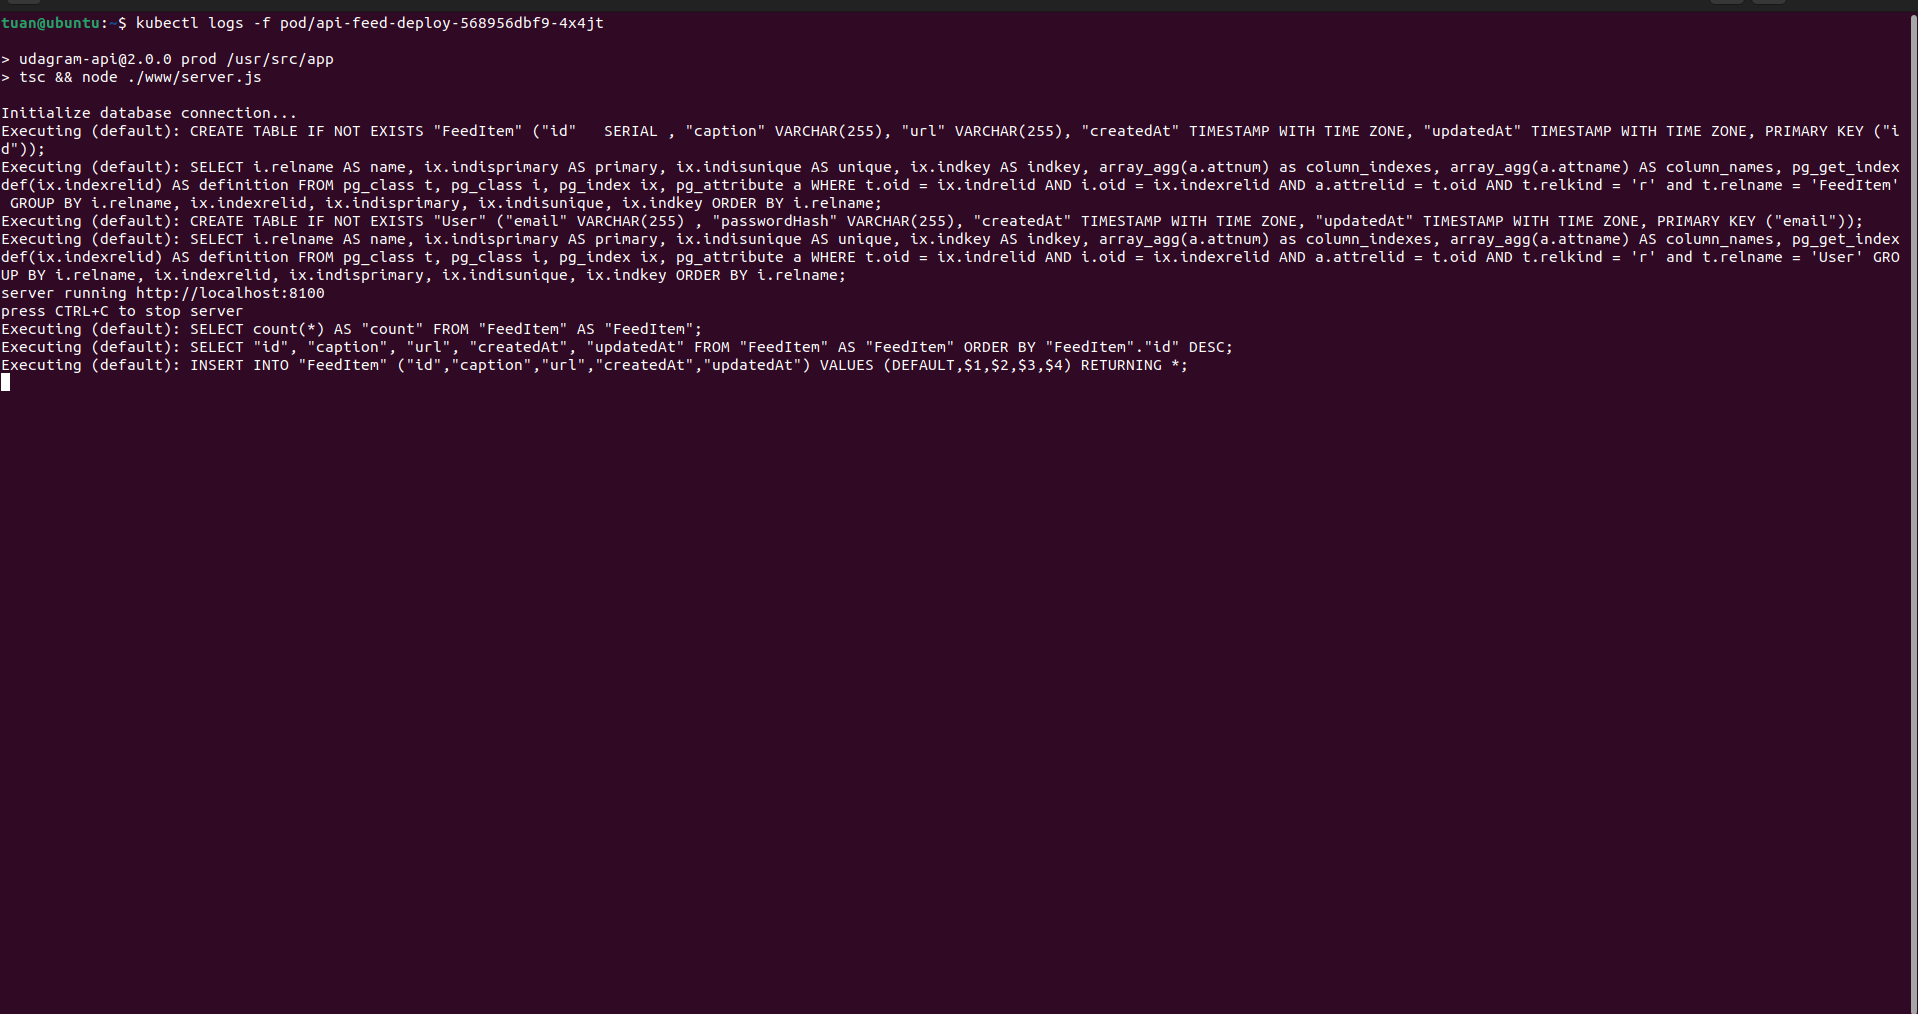 tuan@ubuntu:~$ kubectl logs -f pod/api-feed-deploy-568956dbf9-4x4jt
> udagram-api@2.0.0 prod /usr/src/app
> tsc && node ./www/server.js
Initialize database connection...
Executing (default): CREATE TABLE IF NOT EXISTS "FeedItem" ("id"   SERIAL , "caption" VARCHAR(255), "url" VARCHAR(255), "createdAt" TIMESTAMP WITH TIME ZONE, "updatedAt" TIMESTAMP WITH TIME ZONE, PRIMARY KEY ("i
d"));
Executing (default): SELECT i.relname AS name, ix.indisprimary AS primary, ix.indisunique AS unique, ix.indkey AS indkey, array_agg(a.attnum) as column_indexes, array_agg(a.attname) AS column_names, pg_get_index
def(ix.indexrelid) AS definition FROM pg_class t, pg_class i, pg_index ix, pg_attribute a WHERE t.oid = ix.indrelid AND i.oid = ix.indexrelid AND a.attrelid = t.oid AND t.relkind = 'r' and t.relname = 'FeedItem'
 GROUP BY i.relname, ix.indexrelid, ix.indisprimary, ix.indisunique, ix.indkey ORDER BY i.relname;
Executing (default): CREATE TABLE IF NOT EXISTS "User" ("email" VARCHAR(255) , "passwordHash" VARCHAR(255), "createdAt" TIMESTAMP WITH TIME ZONE, "updatedAt" TIMESTAMP WITH TIME ZONE, PRIMARY KEY ("email"));
Executing (default): SELECT i.relname AS name, ix.indisprimary AS primary, ix.indisunique AS unique, ix.indkey AS indkey, array_agg(a.attnum) as column_indexes, array_agg(a.attname) AS column_names, pg_get_index
def(ix.indexrelid) AS definition FROM pg_class t, pg_class i, pg_index ix, pg_attribute a WHERE t.oid = ix.indrelid AND i.oid = ix.indexrelid AND a.attrelid = t.oid AND t.relkind = 'r' and t.relname = 'User' GRO
UP BY i.relname, ix.indexrelid, ix.indisprimary, ix.indisunique, ix.indkey ORDER BY i.relname;
server running http://localhost:8100
press CTRL+C to stop server
Executing (default): SELECT count(*) AS "count" FROM "FeedItem" AS "FeedItem";
Executing (default): SELECT "id", "caption", "url", "createdAt", "updatedAt" FROM "FeedItem" AS "FeedItem" ORDER BY "FeedItem"."id" DESC;
Executing (default): INSERT INTO "FeedItem" ("id","caption","url","createdAt","updatedAt") VALUES (DEFAULT,$1,$2,$3,$4) RETURNING *;